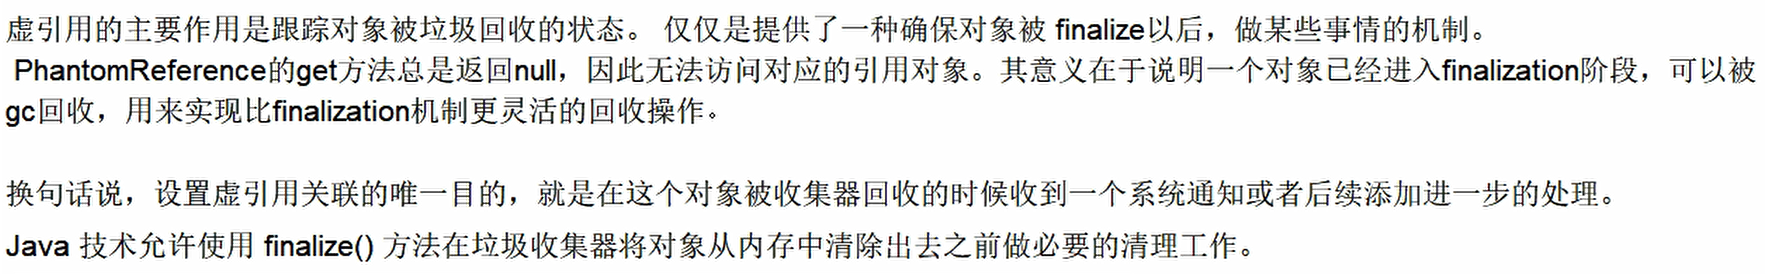 虚引用的主要作用是跟踪对象被垃圾回收的状态。 仅仅是提供了一种确保对象被 finalize以后，做某些事情的机制。
PhantomReference的get方法总是返回null，因此无法访问对应的引用对象。其意义在于说明一个对象已经进入finalization阶段，可以被
gc回收，用来实现比finalization机制更灵活的回收操作。
换句话说，设置虚引用关联的唯一目的，就是在这个对象被收集器回收的时候收到一个系统通知或者后续添加进一步的处理。
Java 技术允许使用 finalize() 方法在垃圾收集器将对象从内存中清除出去之前做必要的清理工作。